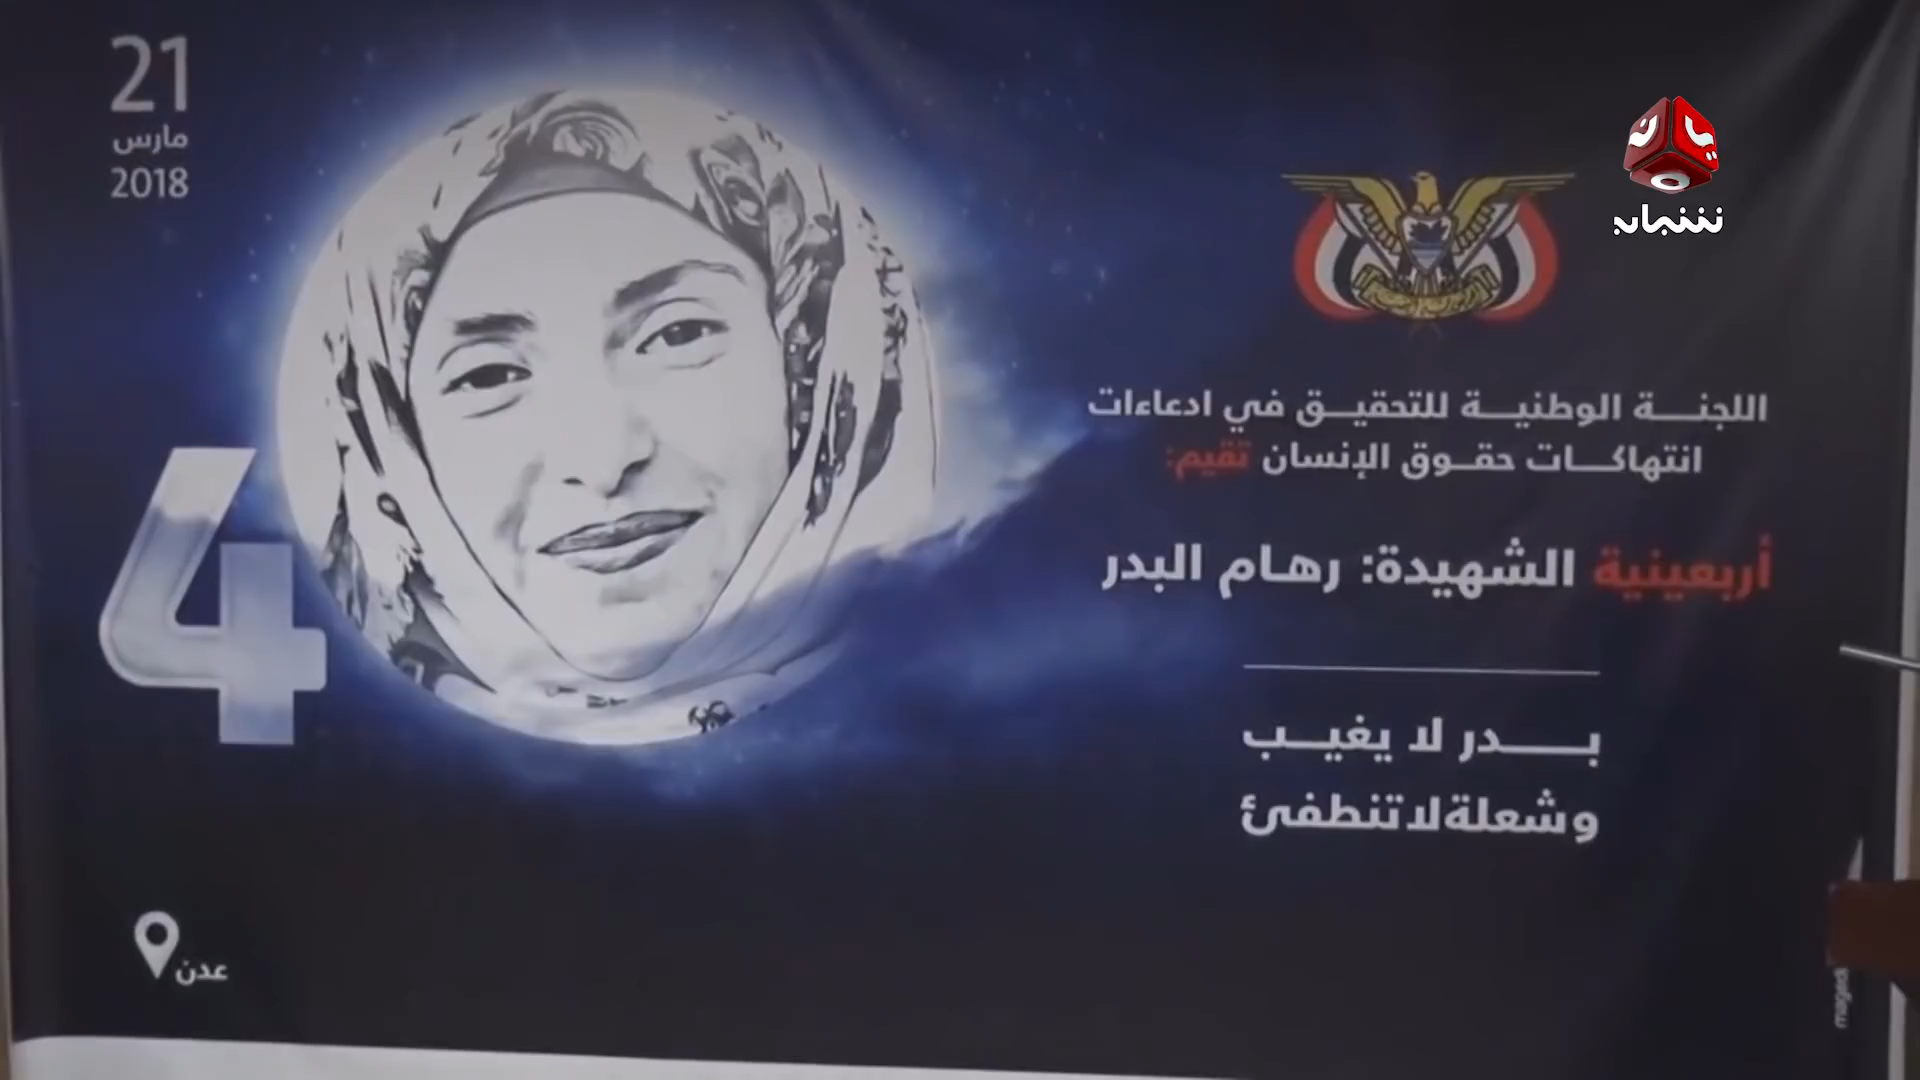 21
مارس
2018
يمن
شباب
اللجنة الوطنية للتحقيق في ادعاءات
انتهاكات حقوق الإنسان تقيم:
أربعينية الشهيدة: رهام البدر
بدر لا يغيب
وشعلة لا تنطفئ
40
عدن